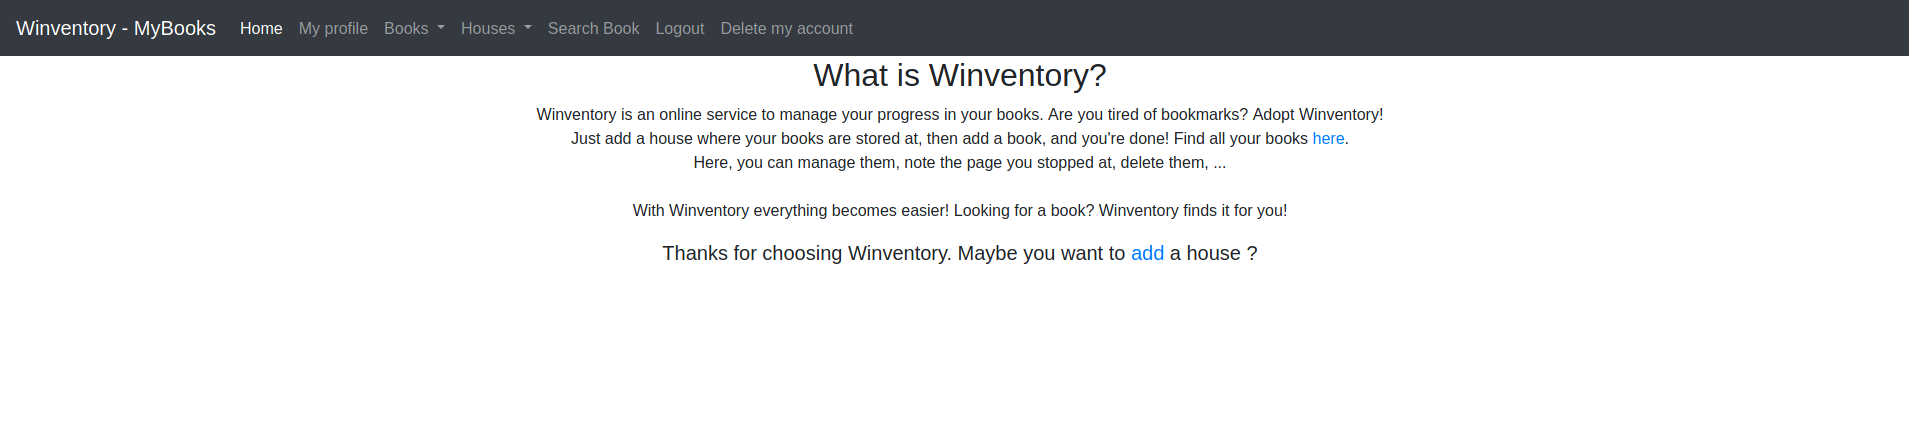 Winventory - MyBooks Home My profile Books Houses Search Book Logout Delete my account
What is Winventory?
Winventory is an online service to manage your progress in your books. Are you tired of bookmarks? Adopt Winventory!
Just add a house where your books are stored at, then add a book, and you're done! Find all your books here.
Here, you can manage them, note the page you stopped at, delete them, ...
With Winventory everything becomes easier! Looking for a book? Winventory finds it for you!
Thanks for choosing Winventory. Maybe you want to add a house ?